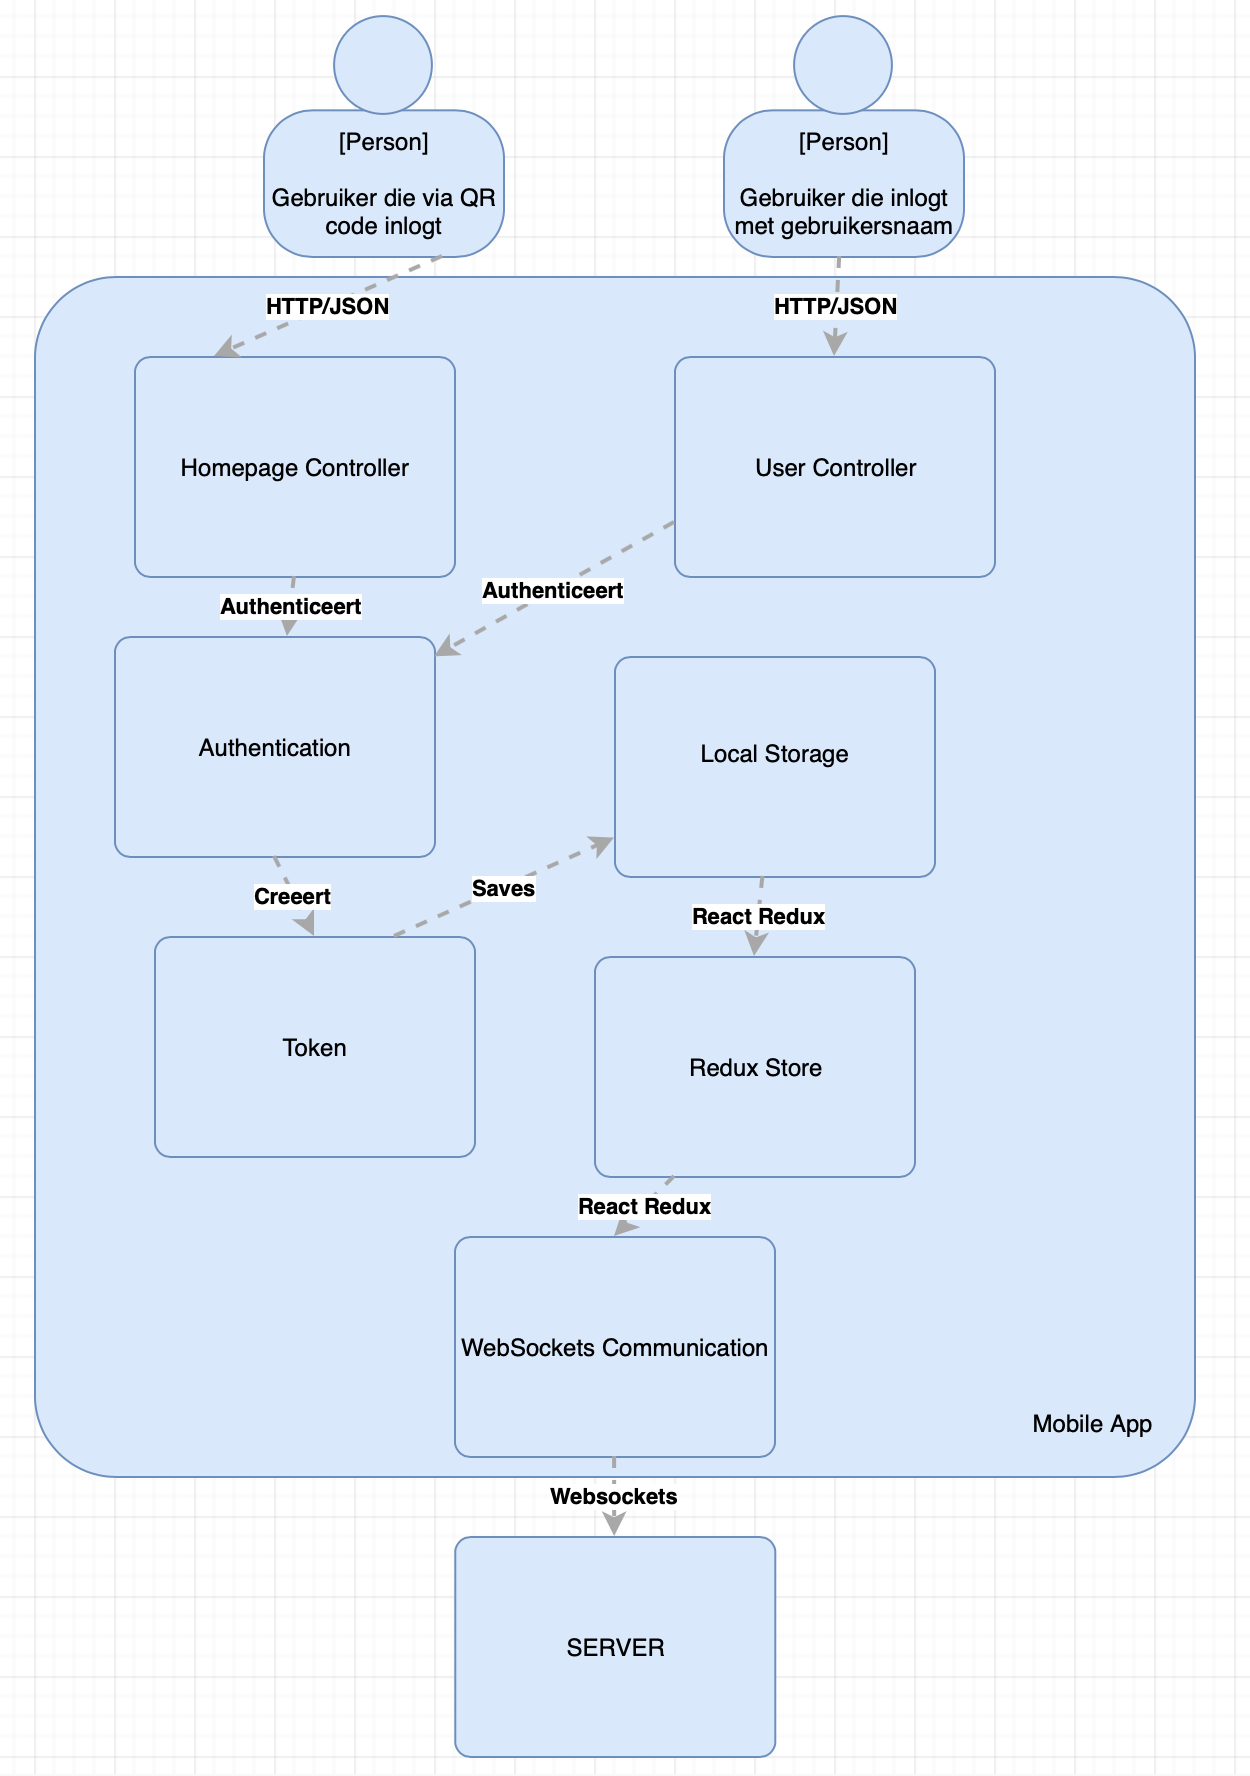 [Person]
Gebruiker die via QR
code inlogt
[Person]
Gebruiker die inlogt
met gebruikersnaam
HTTP/JSON
HTTP/JSON
Homepage Controller
User Controller
Authenticeert
Authenticeert
Authentication
Local Storage
Creeert
Saves
React Redux
Token
Redux Store
React Redux
WebSockets Communication
Mobile App
Websockets
SERVER